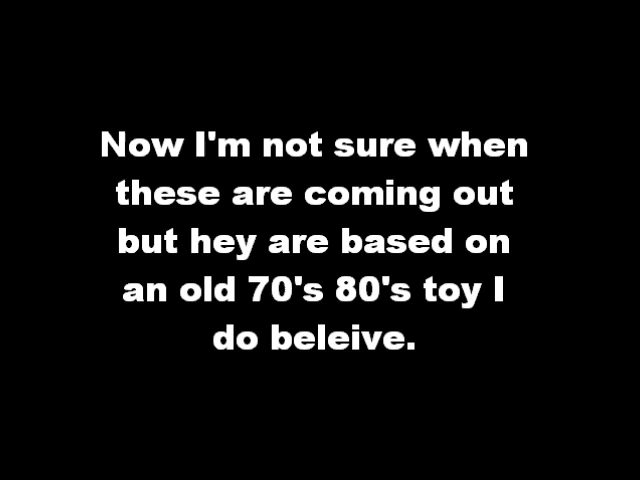 Now I'm not sure when
these are coming out
but hey are based on
an old 70's 80's toy I
do beleive.